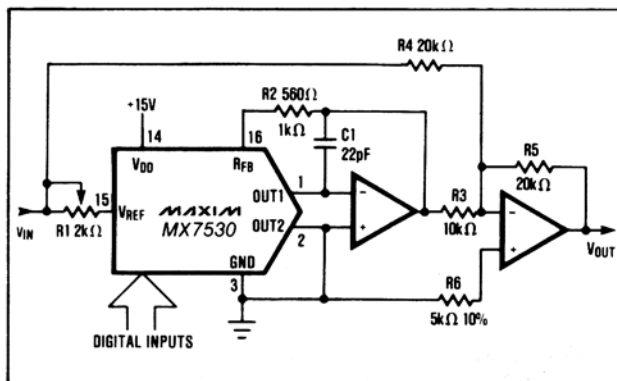 R4 20kΩ
+15V
R2 560Ω
1kΩ
14
16
C1
22pF
VDD
RFB
R5
20kΩ
1
OUT1
15
VREF
MAXIM
MX7530
OUT2
2
R3
10kΩ
VIN
R1 2kΩ
VOUT
GND
3
R6
5kΩ 10%
DIGITAL INPUTS
−
+
−
+